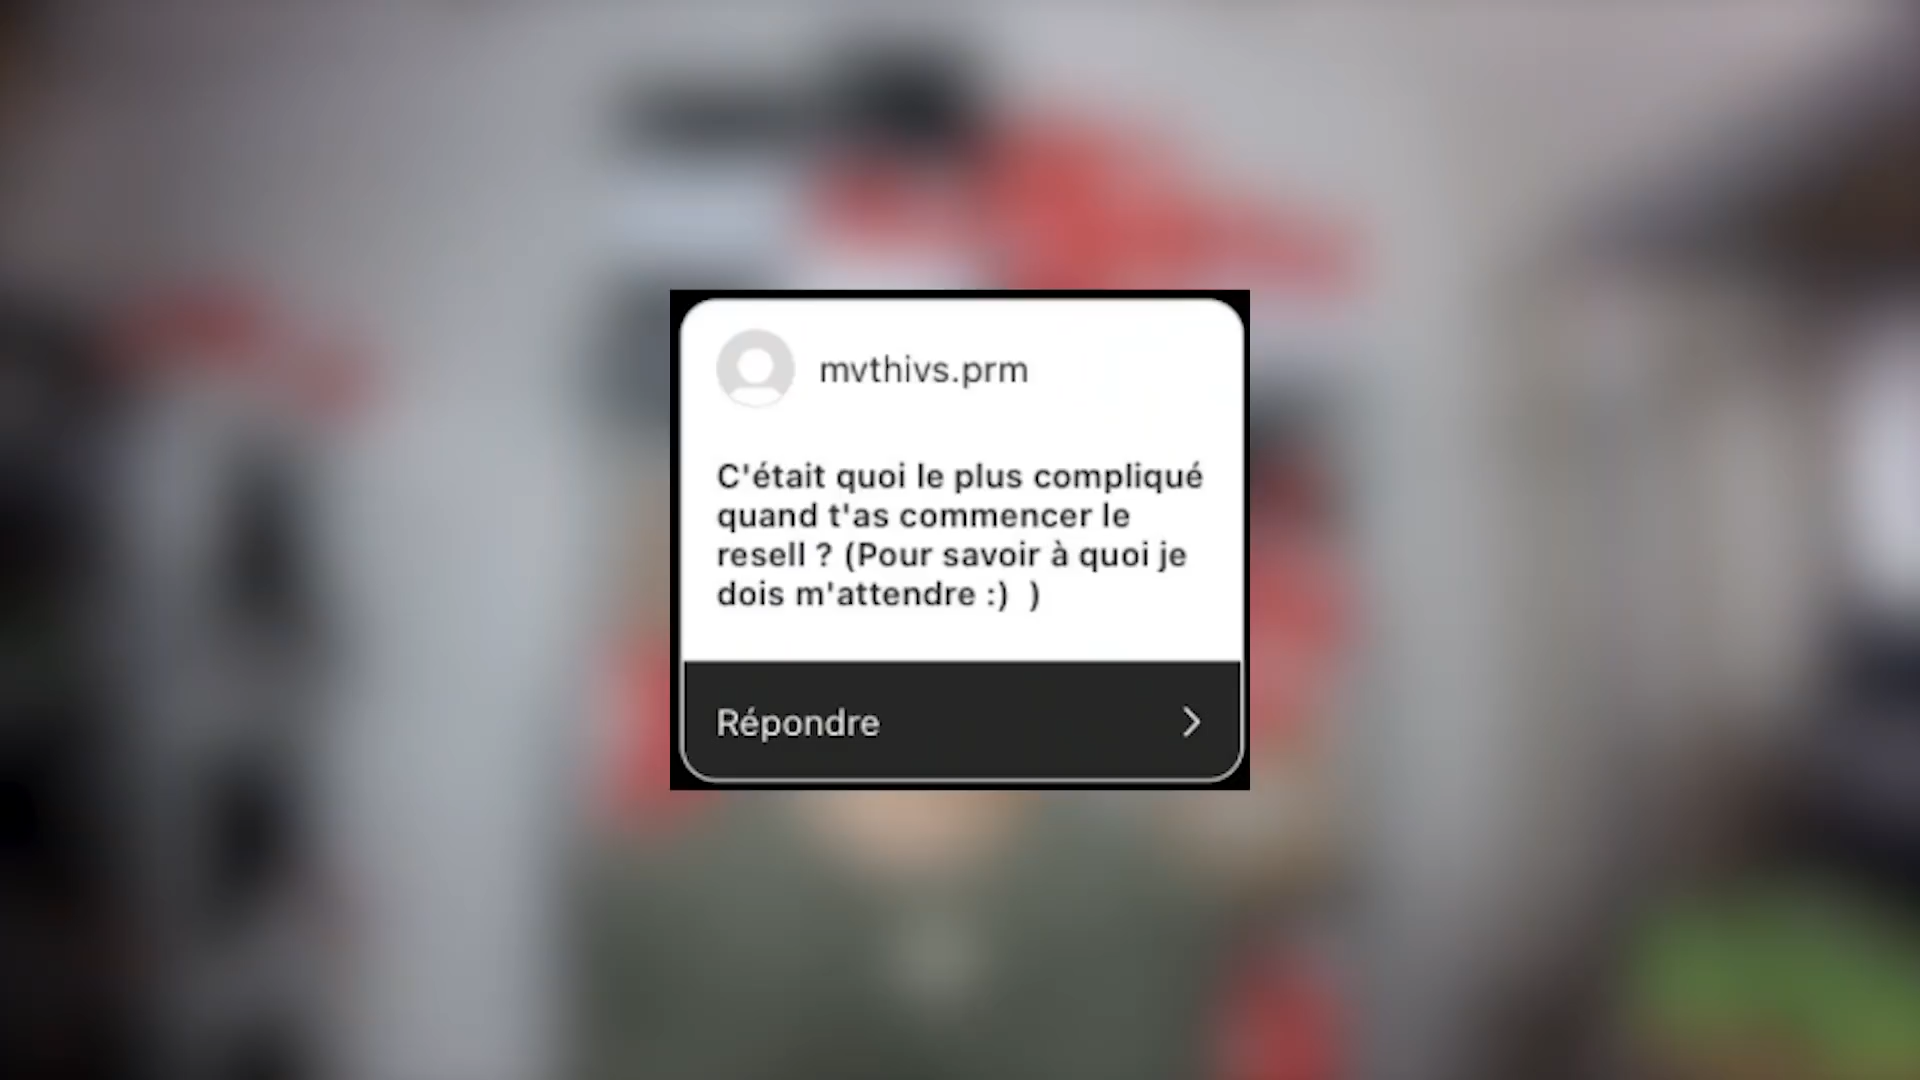 mvthivs.prm
C'était quoi le plus compliqué
quand t'as commencer le
resell ? (Pour savoir à quoi je
dois m'attendre :)  )
Répondre